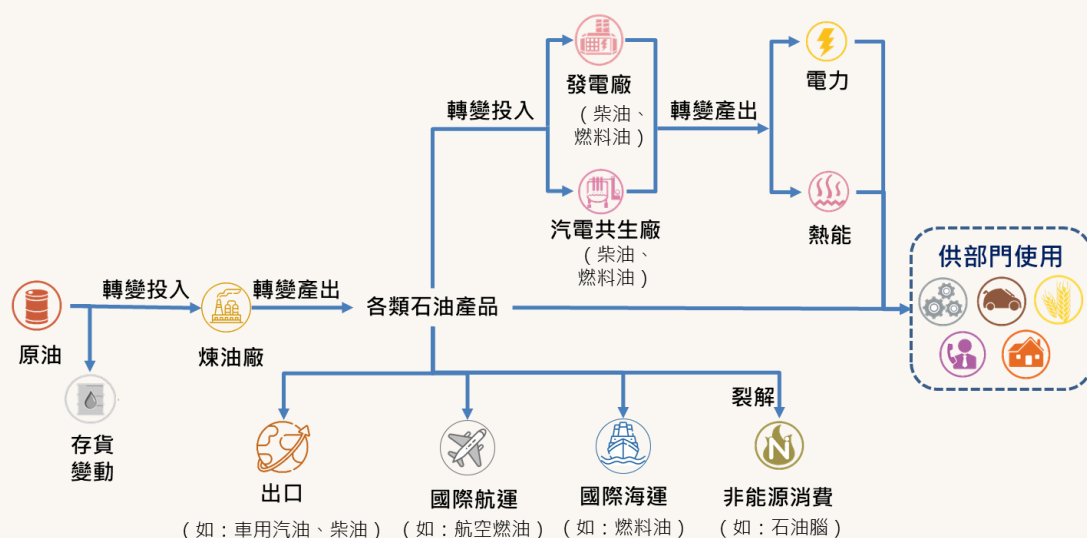 發電廠
（柴油、
燃料油）
電力
轉變投入
轉變產出
汽電共生廠
（柴油、
燃料油）
熱能
供部門使用
原油
轉變投入
煉油廠
轉變產出
各類石油產品
存貨
變動
出口
（如：車用汽油、柴油）
國際航運
（如：航空燃油）
國際海運
（如：燃料油）
裂解
N
非能源消費
（如：石油腦）